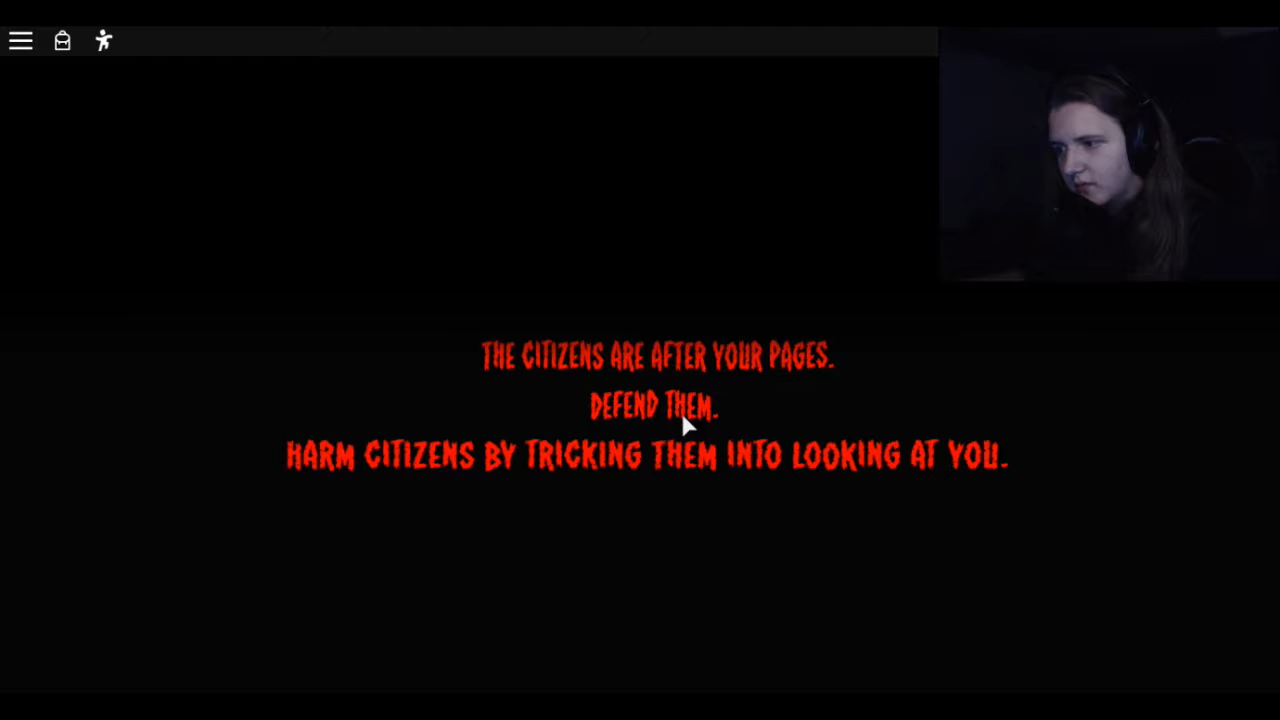 THE CITIZENS ARE AFTER YOUR PAGES.
DEFEND THEM.
HARM CITIZENS BY TRICKING THEM INTO LOOKING AT YOU.